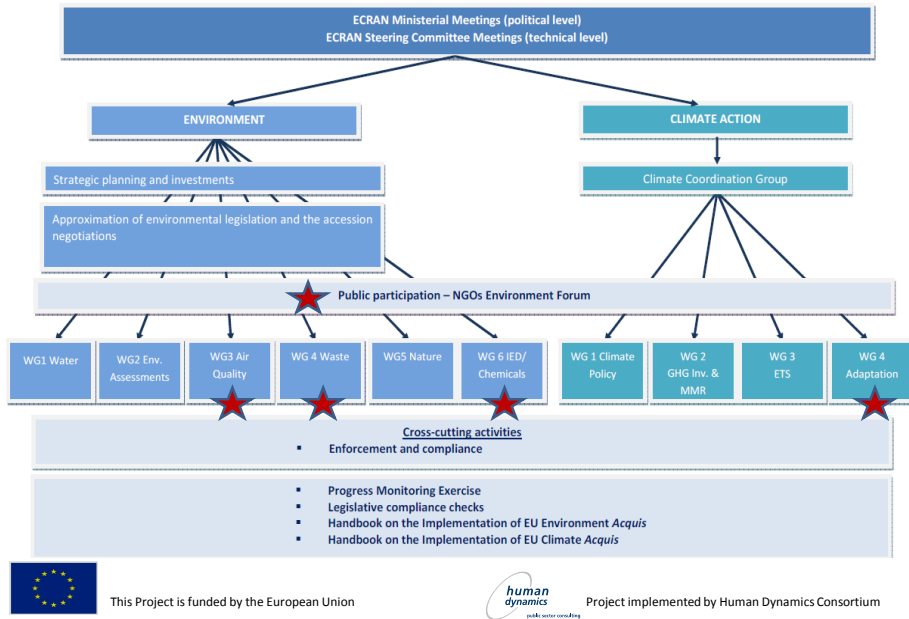 ECRAN Ministerial Meetings (political level)
ECRAN Steering Committee Meetings (technical level)
ENVIRONMENT
CLIMATE ACTION
Strategic planning and investments
Climate Coordination Group
Approximation of environmental legislation and the accession
negotiations
Public participation – NGOs Environment Forum
WG1 Water
WG2 Env.
Assessments
WG3 Air
Quality
WG 4 Waste
WG5 Nature
WG 6 IED/
Chemicals
WG 1 Climate
Policy
WG 2
GHG Inv. &
MMR
WG 3
ETS
WG 4
Adaptation
Cross-cutting activities
▪ Enforcement and compliance
▪ Progress Monitoring Exercise
▪ Legislative compliance checks
▪ Handbook on the Implementation of EU Environment Acquis
▪ Handbook on the Implementation of EU Climate Acquis
This Project is funded by the European Union
human
dynamics
public sector consulting
Project implemented by Human Dynamics Consortium